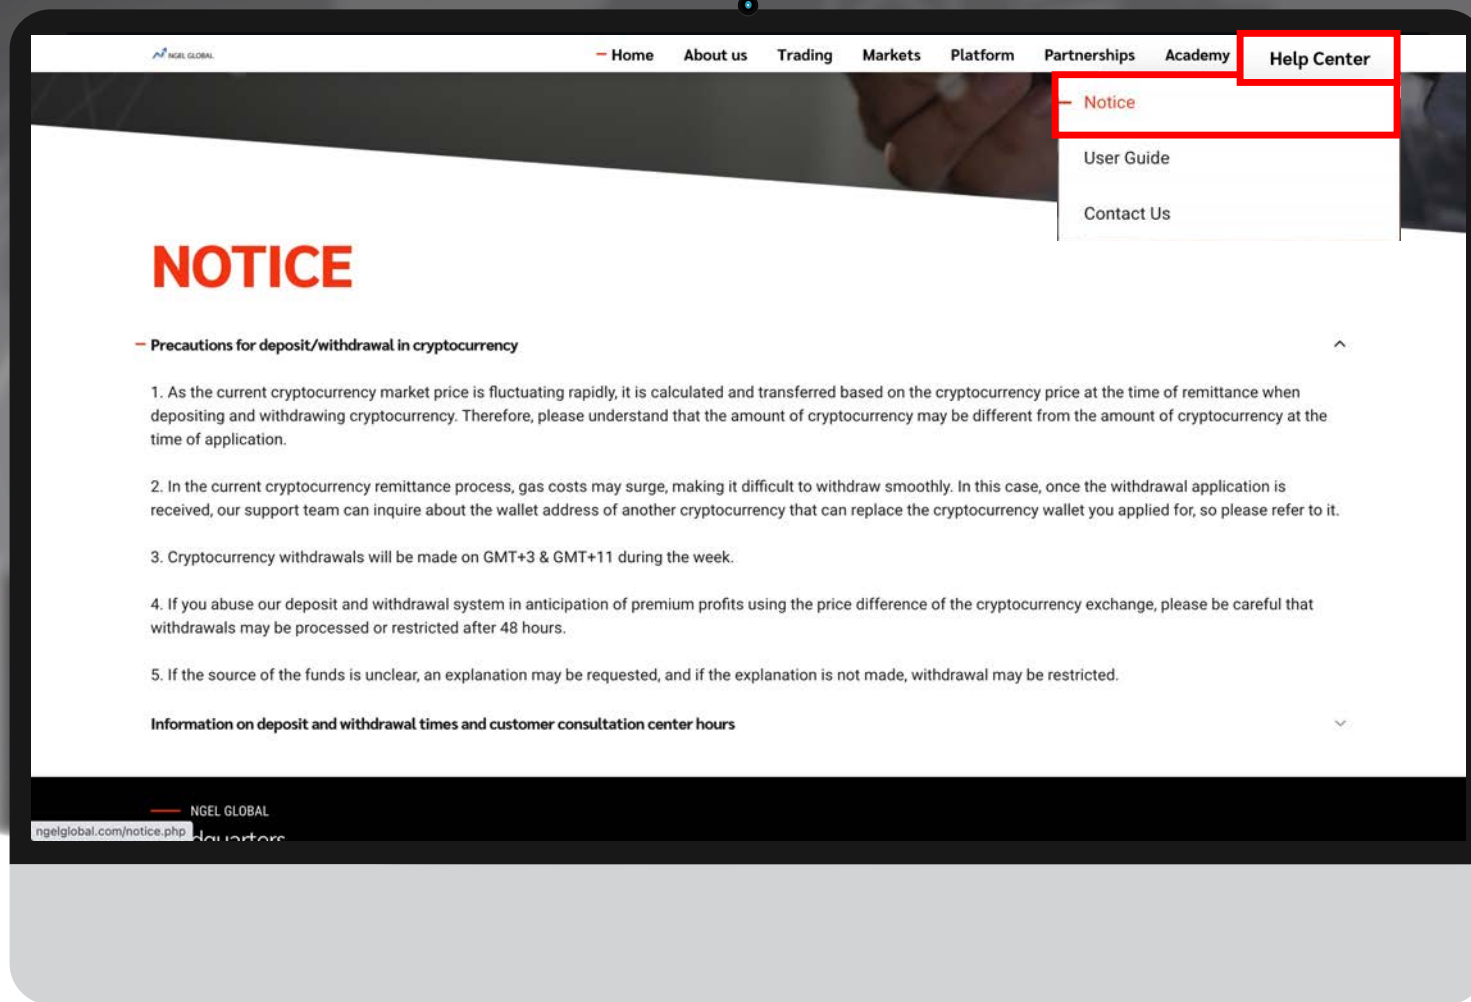 NGEL GLOBAL
Home About us Trading Markets Platform Partnerships Academy Help Center
Notice
User Guide
Contact Us
NOTICE
Precautions for deposit/withdrawal in cryptocurrency
1. As the current cryptocurrency market price is fluctuating rapidly, it is calculated and transferred based on the cryptocurrency price at the time of remittance when
depositing and withdrawing cryptocurrency. Therefore, please understand that the amount of cryptocurrency may be different from the amount of cryptocurrency at the
time of application.
2. In the current cryptocurrency remittance process, gas costs may surge, making it difficult to withdraw smoothly. In this case, once the withdrawal application is
received, our support team can inquire about the wallet address of another cryptocurrency that can replace the cryptocurrency wallet you applied for, so please refer to it.
3. Cryptocurrency withdrawals will be made on GMT+3 & GMT+11 during the week.
4. If you abuse our deposit and withdrawal system in anticipation of premium profits using the price difference of the cryptocurrency exchange, please be careful that
withdrawals may be processed or restricted after 48 hours.
5. If the source of the funds is unclear, an explanation may be requested, and if the explanation is not made, withdrawal may be restricted.
Information on deposit and withdrawal times and customer consultation center hours
NGEL GLOBAL
ngelglobal.com/notice.php